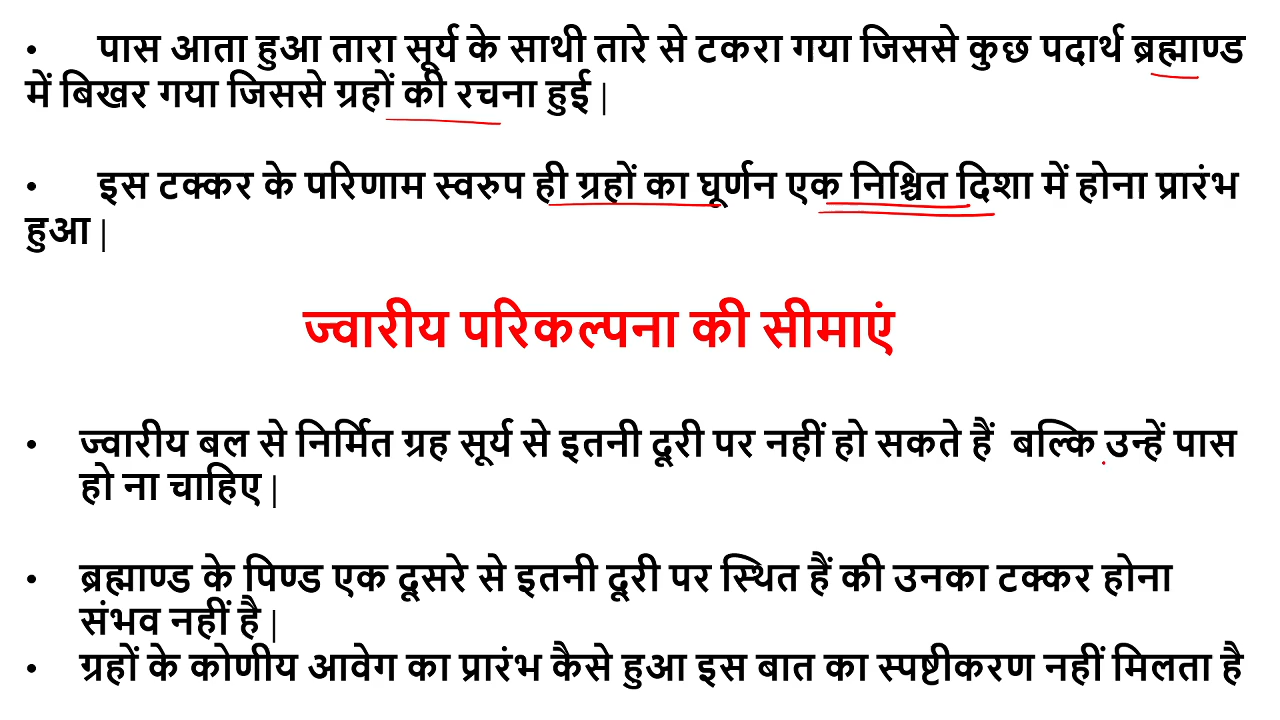 • पास आता हुआ तारा सूर्य के साथी तारे से टकरा गया जिससे कुछ पदार्थ ब्रह्माण्ड
में बिखर गया जिससे ग्रहों की रचना हुई |
• इस टक्कर के परिणाम स्वरुप ही ग्रहों का घूर्णन एक निश्चित दिशा में होना प्रारंभ
हुआ |
ज्वारीय परिकल्पना की सीमाएं
• ज्वारीय बल से निर्मित ग्रह सूर्य से इतनी दूरी पर नहीं हो सकते हैं बल्कि उन्हें पास
हो ना चाहिए |
• ब्रह्माण्ड के पिण्ड एक दूसरे से इतनी दूरी पर स्थित हैं की उनका टक्कर होना
संभव नहीं है |
• ग्रहों के कोणीय आवेग का प्रारंभ कैसे हुआ इस बात का स्पष्टीकरण नहीं मिलता है